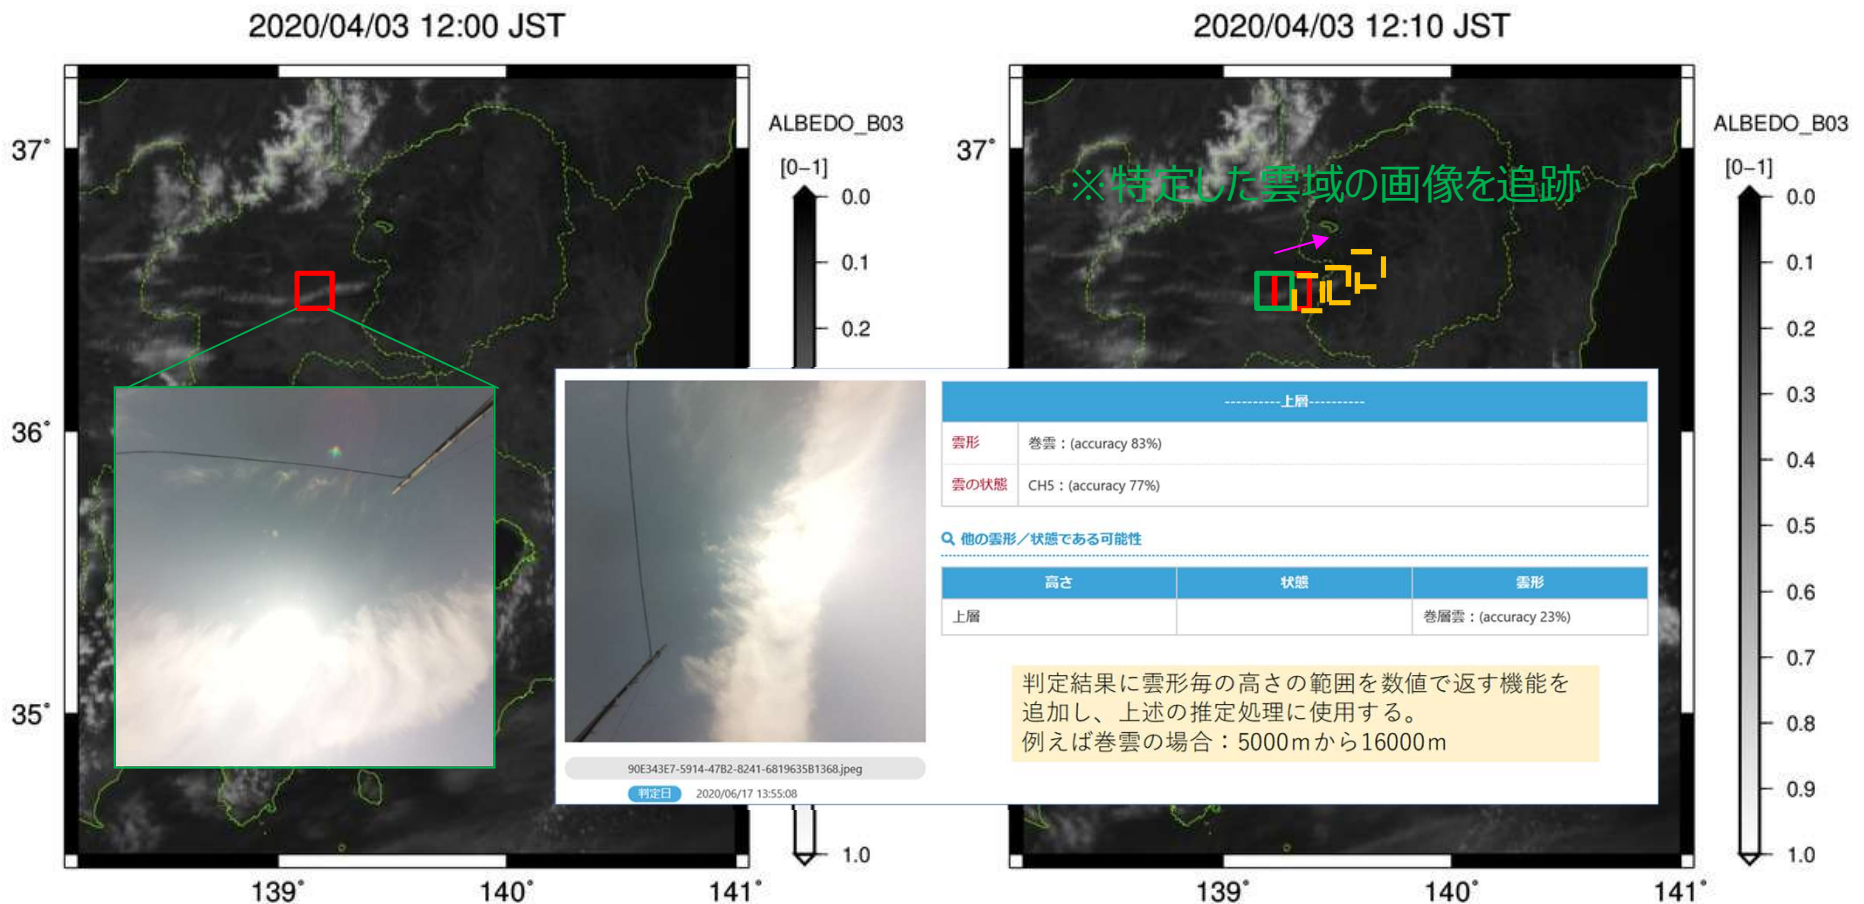 2020/04/03 12:00 JST
37°
36°
35°
139°
140°
141°
ALBEDO_B03
[0−1]
0.0
0.1
0.2
1.0
2020/04/03 12:10 JST
37°
※特定した雲域の画像を追跡
139°
140°
141°
ALBEDO_B03
[0−1]
0.0
0.1
0.2
0.3
0.4
0.5
0.6
0.7
0.8
0.9
1.0
90E343E7-5914-47B2-8241-6819635B1368.jpeg
判定日 2020/06/17 13:55:08
----------上層----------
雲形 巻雲：(accuracy 83%)
雲の状態 CH5：(accuracy 77%)
他の雲形／状態である可能性
高さ 状態 雲形
上層 巻層雲：(accuracy 23%)
判定結果に雲形毎の高さの範囲を数値で返す機能を
追加し、上述の推定処理に使用する。
例えば巻雲の場合：5000mから16000m